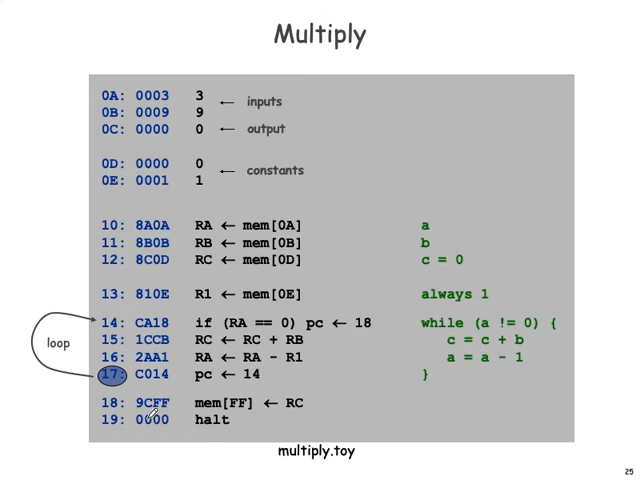 Multiply
0A: 0003 3
0B: 0009 9
← inputs
0C: 0000 0 ← output
0D: 0000 0
0E: 0001 1
← constants
10: 8A0A RA ← mem[0A] a
11: 8B0B RB ← mem[0B] b
12: 8C0D RC ← mem[0D] c = 0
13: 810E R1 ← mem[0E] always 1
14: CA18 if (RA == 0) pc ← 18 while (a != 0) {
15: 1CCB RC ← RC + RB c = c + b
loop
16: 2AA1 RA ← RA - R1 a = a - 1
17: C014 pc ← 14 }
18: 9CFF mem[FF] ← RC
19: 0000 halt
multiply.toy
25